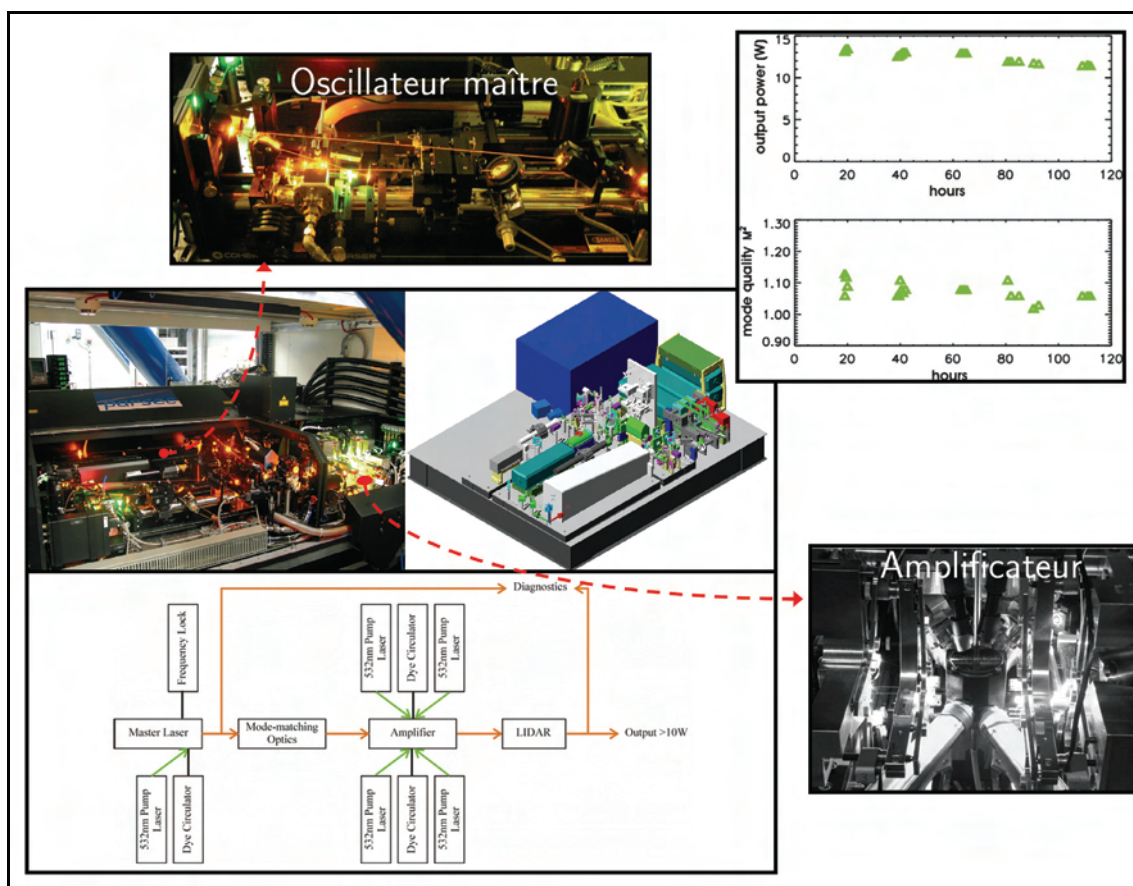 Oscillateur maître
15
10
5
0
output power (W)
0 20 40 60 80 100 120
hours
1.30
1.20
1.10
1.00
0.90
mode quality M²
0 20 40 60 80 100 120
hours
parsec
Amplificateur
Diagnostics
Frequency Lock
532nm Pump
Laser
Dye Circulator
532nm Pump
Laser
Master Laser
Mode-matching
Optics
Amplifier
LIDAR
Output >10W
532nm Pump
Laser
Dye Circulator
532nm Pump
Laser
Dye Circulator
532nm Pump
Laser